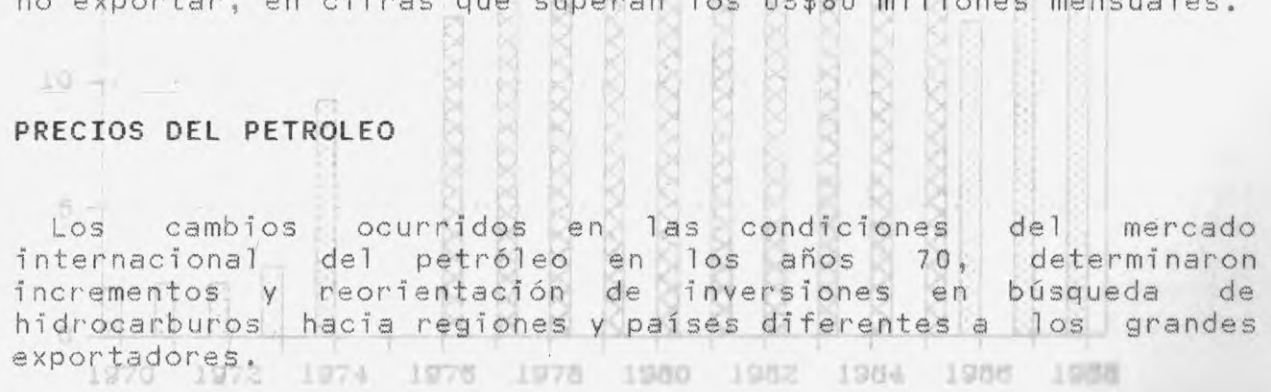 no exportar, en cifras que superan los US$80 millones mensuales.
10
PRECIOS DEL PETROLEO
5
Los cambios ocurridos en las condiciones del mercado
internacional del petróleo en los años 70, determinaron
incrementos y reorientación de inversiones en búsqueda de
hidrocarburos hacia regiones y países diferentes a los grandes
exportadores.
1970 1972 1974 1976 1978 1980 1982 1984 1986 1988